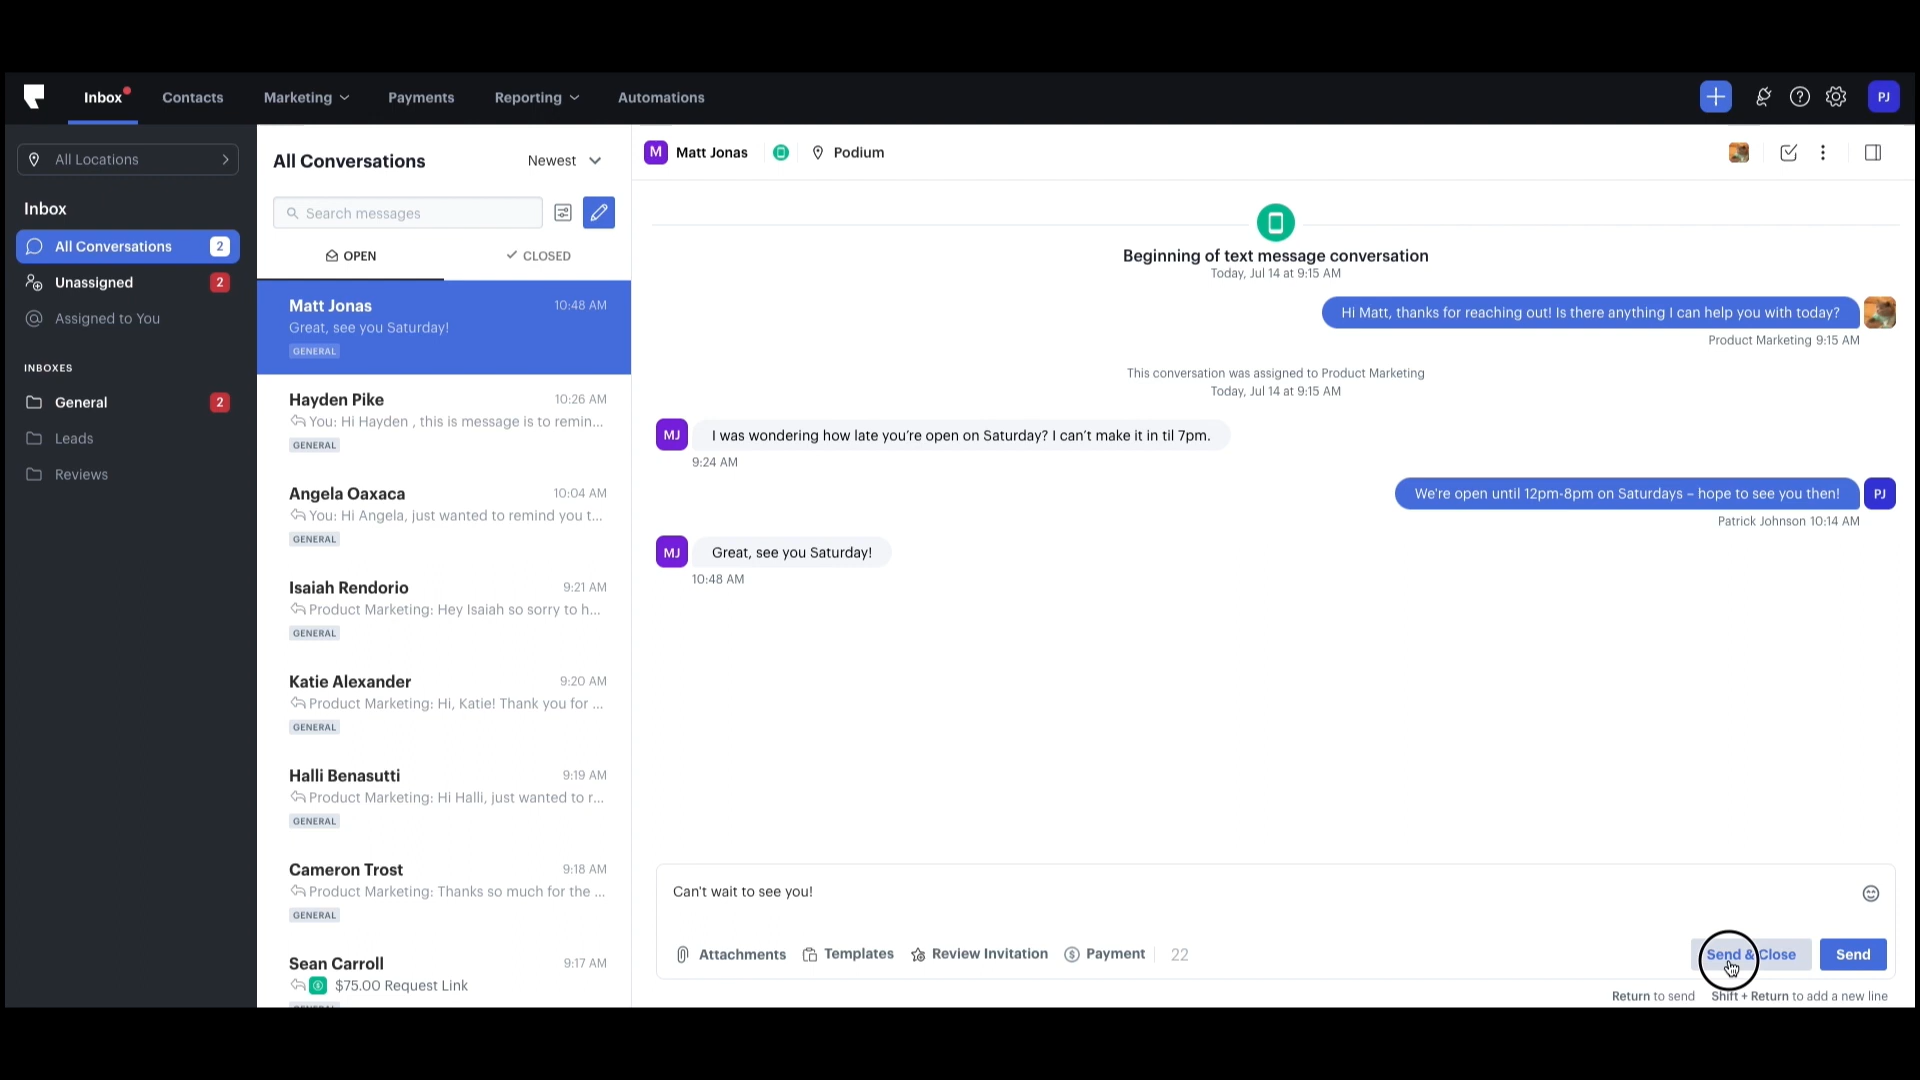 Inbox
Contacts
Marketing
Payments
Reporting
Automations
PJ
All Locations
Inbox
All Conversations 2
Unassigned 2
Assigned to You
INBOXES
General 2
Leads
Reviews
All Conversations
Newest
Search messages
OPEN
CLOSED
Matt Jonas 10:48 AM
Great, see you Saturday!
GENERAL
Hayden Pike 10:26 AM
You: Hi Hayden , this is message is to remin...
GENERAL
Angela Oaxaca 10:04 AM
You: Hi Angela, just wanted to remind you t...
GENERAL
Isaiah Rendorio 9:21 AM
Product Marketing: Hey Isaiah so sorry to h...
GENERAL
Katie Alexander 9:20 AM
Product Marketing: Hi, Katie! Thank you for ...
GENERAL
Halli Benasutti 9:19 AM
Product Marketing: Hi Halli, just wanted to r...
GENERAL
Cameron Trost 9:18 AM
Product Marketing: Thanks so much for the ...
GENERAL
Sean Carroll 9:17 AM
$75.00 Request Link
M Matt Jonas
Podium
Beginning of text message conversation
Today, Jul 14 at 9:15 AM
Hi Matt, thanks for reaching out! Is there anything I can help you with today?
Product Marketing 9:15 AM
This conversation was assigned to Product Marketing
Today, Jul 14 at 9:15 AM
MJ I was wondering how late you’re open on Saturday? I can’t make it in til 7pm.
9:24 AM
We're open until 12pm-8pm on Saturdays – hope to see you then! PJ
Patrick Johnson 10:14 AM
MJ Great, see you Saturday!
10:48 AM
Can't wait to see you!
Attachments
Templates
Review Invitation
Payment
22
Send & Close
Send
Return to send Shift + Return to add a new line